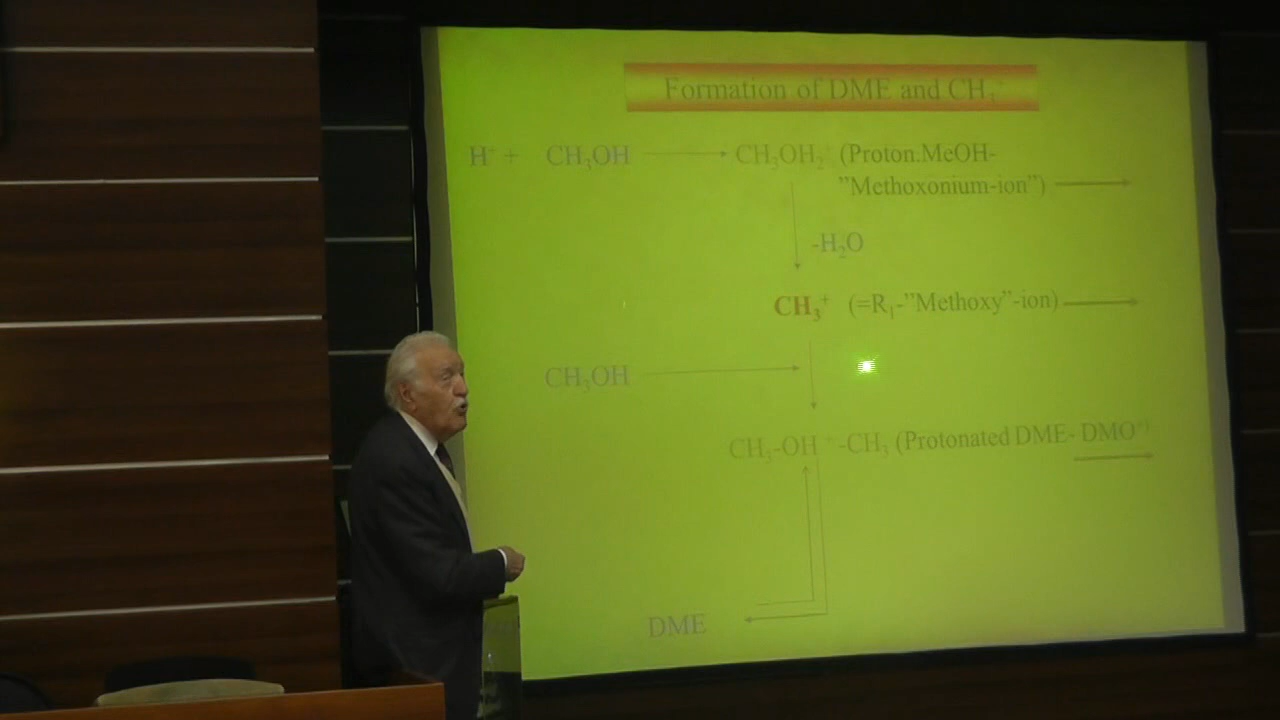 Formation of DME and CH₃⁺
H⁺ + CH₃OH CH₃OH₂⁺ (Proton.MeOH-
"Methoxonium-ion")
-H₂O
CH₃⁺ (=R₁-"Methoxy"-ion)
CH₃OH
CH₃-OH⁺-CH₃ (Protonated DME- DMO⁺)
DME